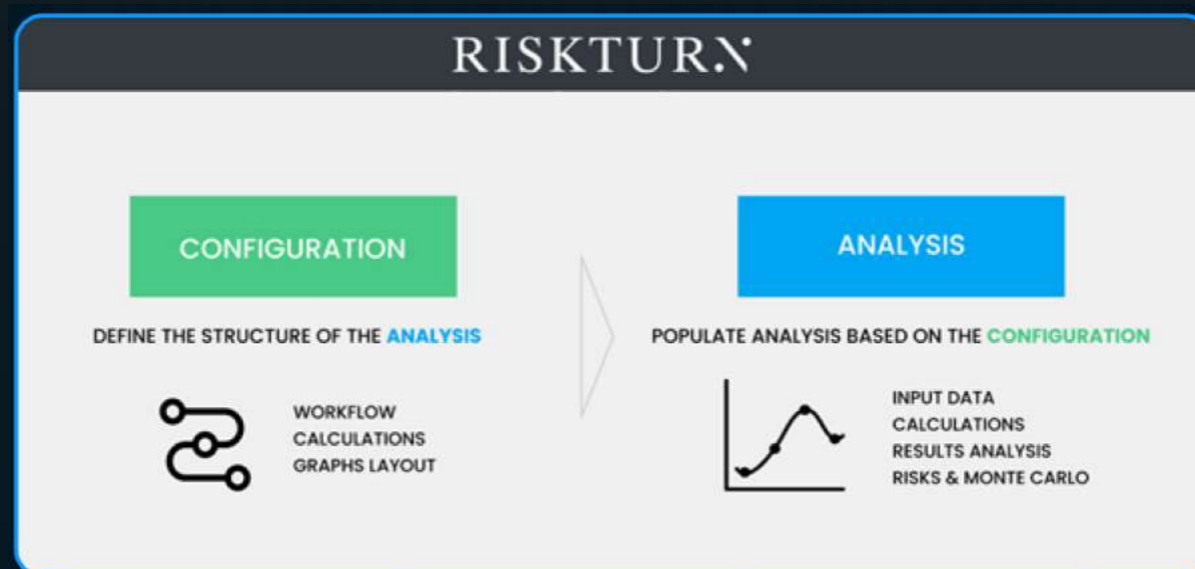 RISKTURN
CONFIGURATION
DEFINE THE STRUCTURE OF THE ANALYSIS
WORKFLOW
CALCULATIONS
GRAPHS LAYOUT
ANALYSIS
POPULATE ANALYSIS BASED ON THE CONFIGURATION
INPUT DATA
CALCULATIONS
RESULTS ANALYSIS
RISKS & MONTE CARLO